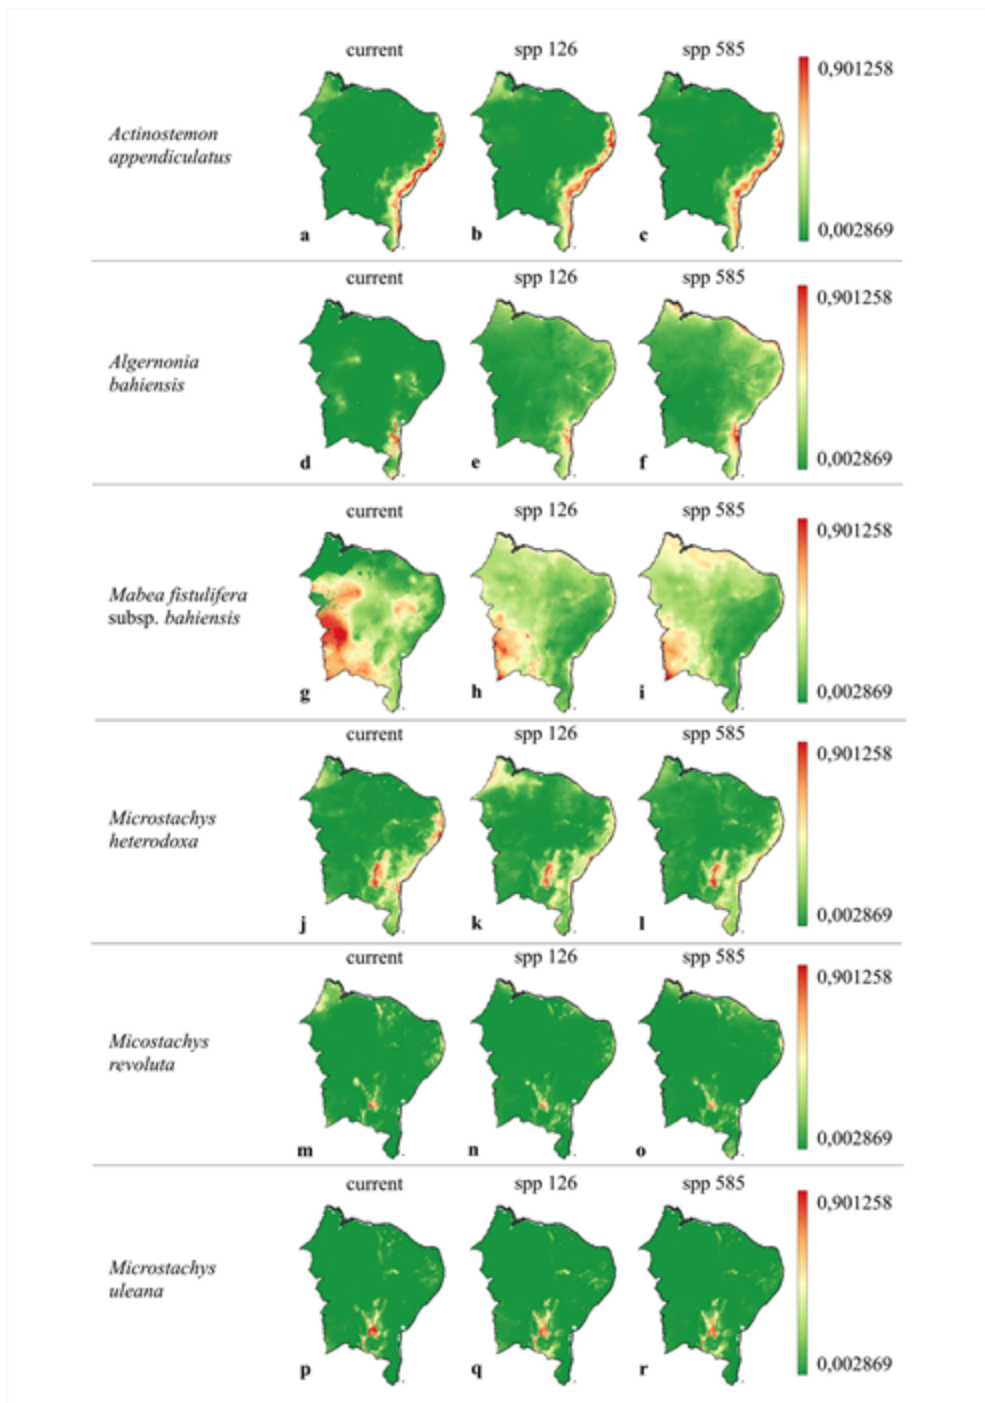 current spp 126 spp 585
0,901258
Actinostemon
appendiculatus
0,002869
a b c
current spp 126 spp 585
0,901258
Algernonia
bahiensis
0,002869
d e f
current spp 126 spp 585
0,901258
Mabea fistulifera
subsp. bahiensis
0,002869
g h i
current spp 126 spp 585
0,901258
Microstachys
heterodoxa
0,002869
j k l
current spp 126 spp 585
0,901258
Micostachys
revoluta
0,002869
m n o
current spp 126 spp 585
0,901258
Microstachys
uleana
0,002869
p q r